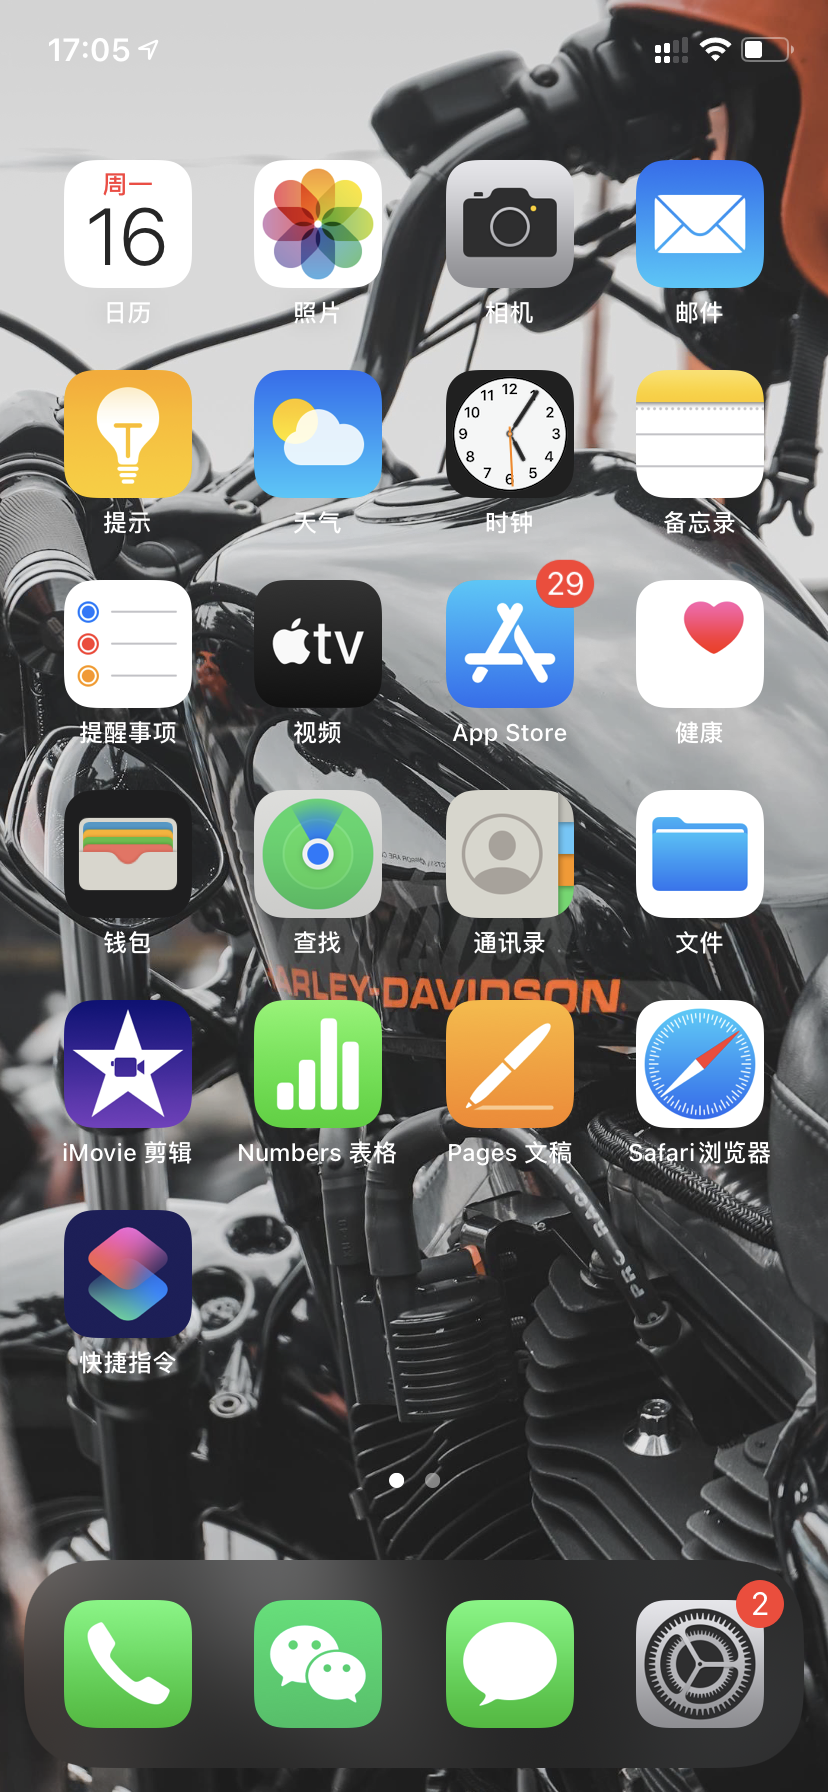 17:05
周一
16
日历
照片
相机
邮件
提示
天气
12
11
1
10
2
9
3
8
4
7
5
6
时钟
备忘录
提醒事项
tv
视频
29
App Store
健康
钱包
查找
通讯录
文件
HARLEY-DAVIDSON
iMovie 剪辑
Numbers 表格
Pages 文稿
Safari浏览器
PRO RACE
快捷指令
2